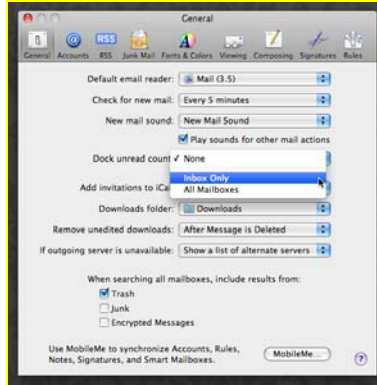 General
General Accounts RSS Junk Mail Fonts & Colors Viewing Composing Signatures Rules
Default email reader: Mail (3.5)
Check for new mail: Every 5 minutes
New mail sound: New Mail Sound
Play sounds for other mail actions
Dock unread count ✓ None
Inbox Only
Add invitations to iCa All Mailboxes
Downloads folder: Downloads
Remove unedited downloads: After Message is Deleted
If outgoing server is unavailable: Show a list of alternate servers
When searching all mailboxes, include results from:
Trash
Junk
Encrypted Messages
Use MobileMe to synchronize Accounts, Rules,
Notes, Signatures, and Smart Mailboxes. MobileMe... ?